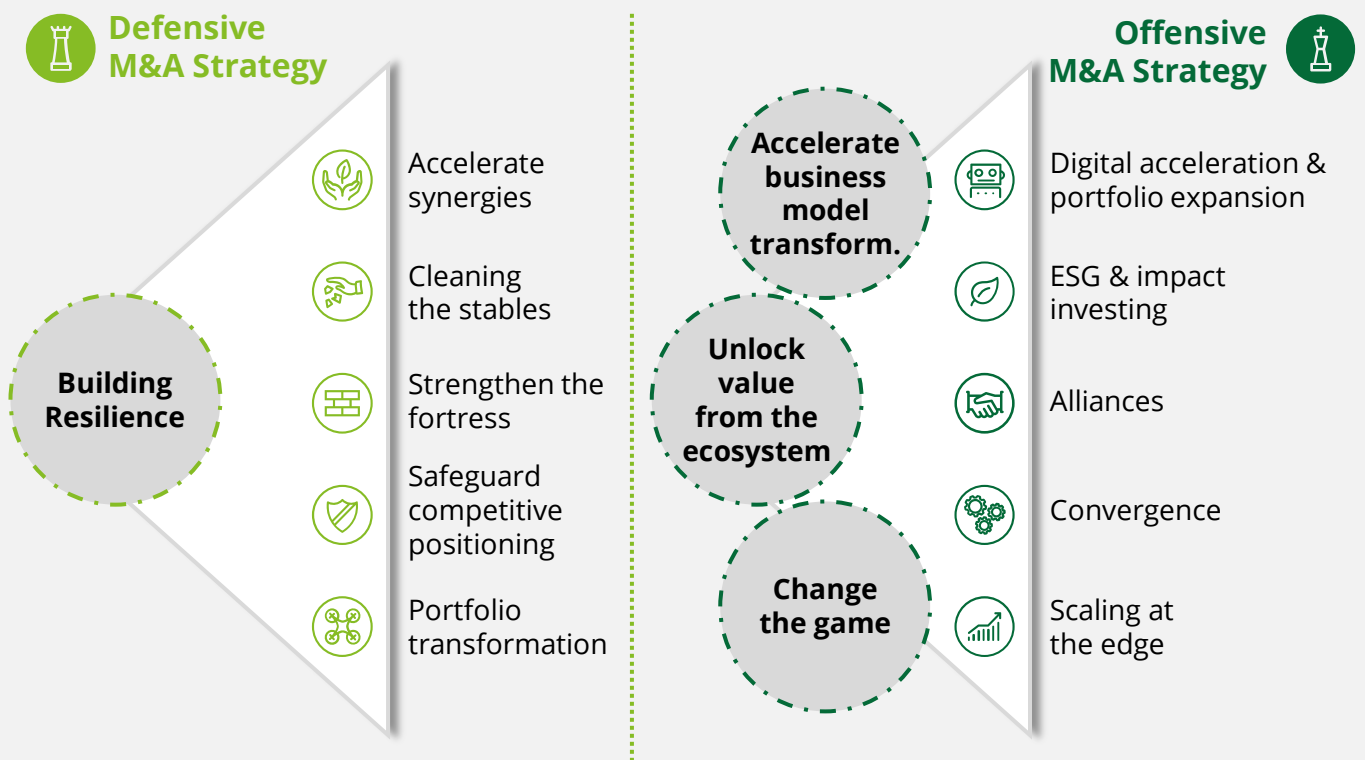 Defensive
M&A Strategy
Building
Resilience
Accelerate
synergies
Cleaning
the stables
Strengthen the
fortress
Safeguard
competitive
positioning
Portfolio
transformation
Offensive
M&A Strategy
Accelerate
business
model
transform.
Unlock
value
from the
ecosystem
Change
the game
Digital acceleration &
portfolio expansion
ESG & impact
investing
Alliances
Convergence
Scaling at
the edge